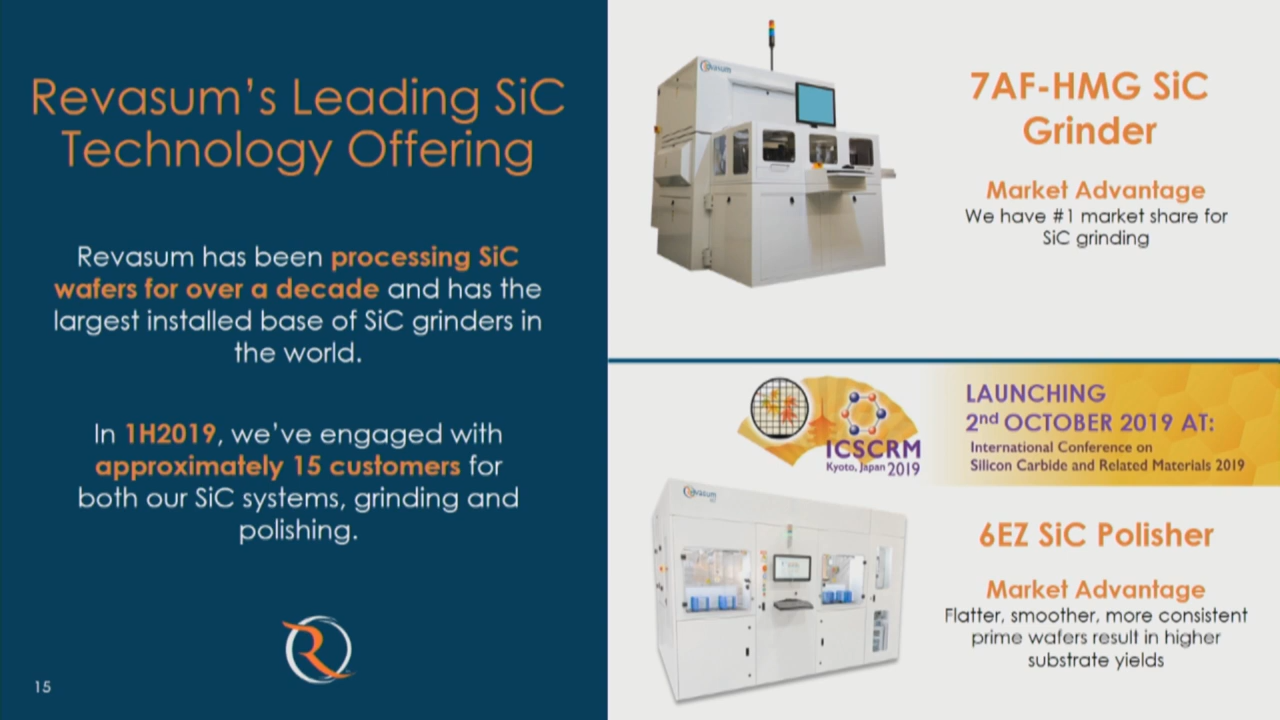 Revasum's Leading SiC
Technology Offering
Revasum has been processing SiC
wafers for over a decade and has the
largest installed base of SiC grinders in
the world.
In 1H2019, we've engaged with
approximately 15 customers for
both our SiC systems, grinding and
polishing.
15
Revasum
7AF-HMG SiC
Grinder
Market Advantage
We have #1 market share for
SiC grinding
ICSCRM
Kyoto, Japan 2019
LAUNCHING
2nd OCTOBER 2019 AT:
International Conference on
Silicon Carbide and Related Materials 2019
Revasum
6EZ SiC Polisher
Market Advantage
Flatter, smoother, more consistent
prime wafers result in higher
substrate yields